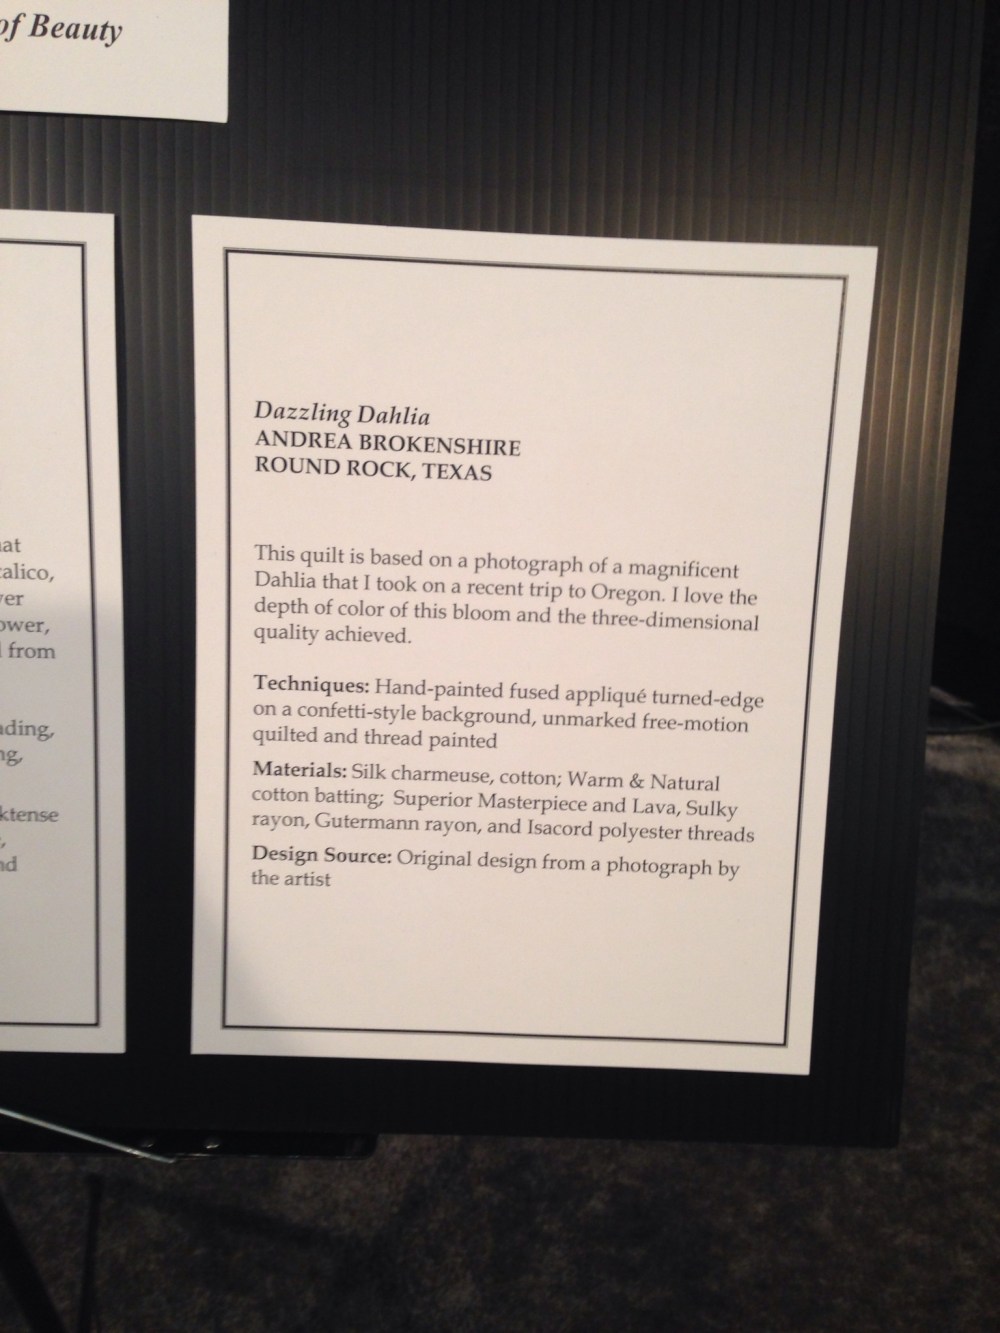 of Beauty
Dazzling Dahlia
ANDREA BROKENSHIRE
ROUND ROCK, TEXAS
This quilt is based on a photograph of a magnificent
Dahlia that I took on a recent trip to Oregon. I love the
depth of color of this bloom and the three-dimensional
quality achieved.
Techniques: Hand-painted fused appliqué turned-edge
on a confetti-style background, unmarked free-motion
quilted and thread painted
Materials: Silk charmeuse, cotton; Warm & Natural
cotton batting; Superior Masterpiece and Lava, Sulky
rayon, Gutermann rayon, and Isacord polyester threads
Design Source: Original design from a photograph by
the artist
from